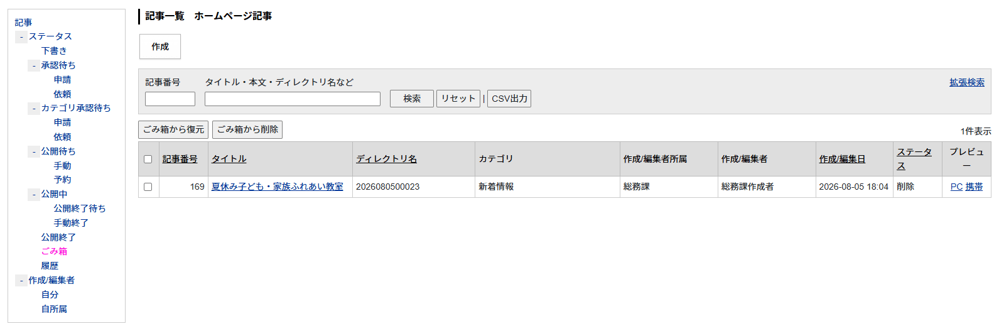 記事
- ステータス
下書き
- 承認待ち
申請
依頼
- カテゴリ承認待ち
申請
依頼
- 公開待ち
手動
予約
- 公開中
公開終了待ち
手動終了
公開終了
ごみ箱
履歴
- 作成/編集者
自分
自所属
記事一覧　ホームページ記事
作成
記事番号 タイトル・本文・ディレクトリ名など 拡張検索
検索 リセット | CSV出力
ごみ箱から復元 ごみ箱から削除 1件表示
記事番号 タイトル ディレクトリ名 カテゴリ 作成/編集者所属 作成/編集者 作成/編集日 ステータス プレビュー
169 夏休み子ども・家族ふれあい教室 2026080500023 新着情報 総務課 総務課作成者 2026-08-05 18:04 削除 PC 携帯